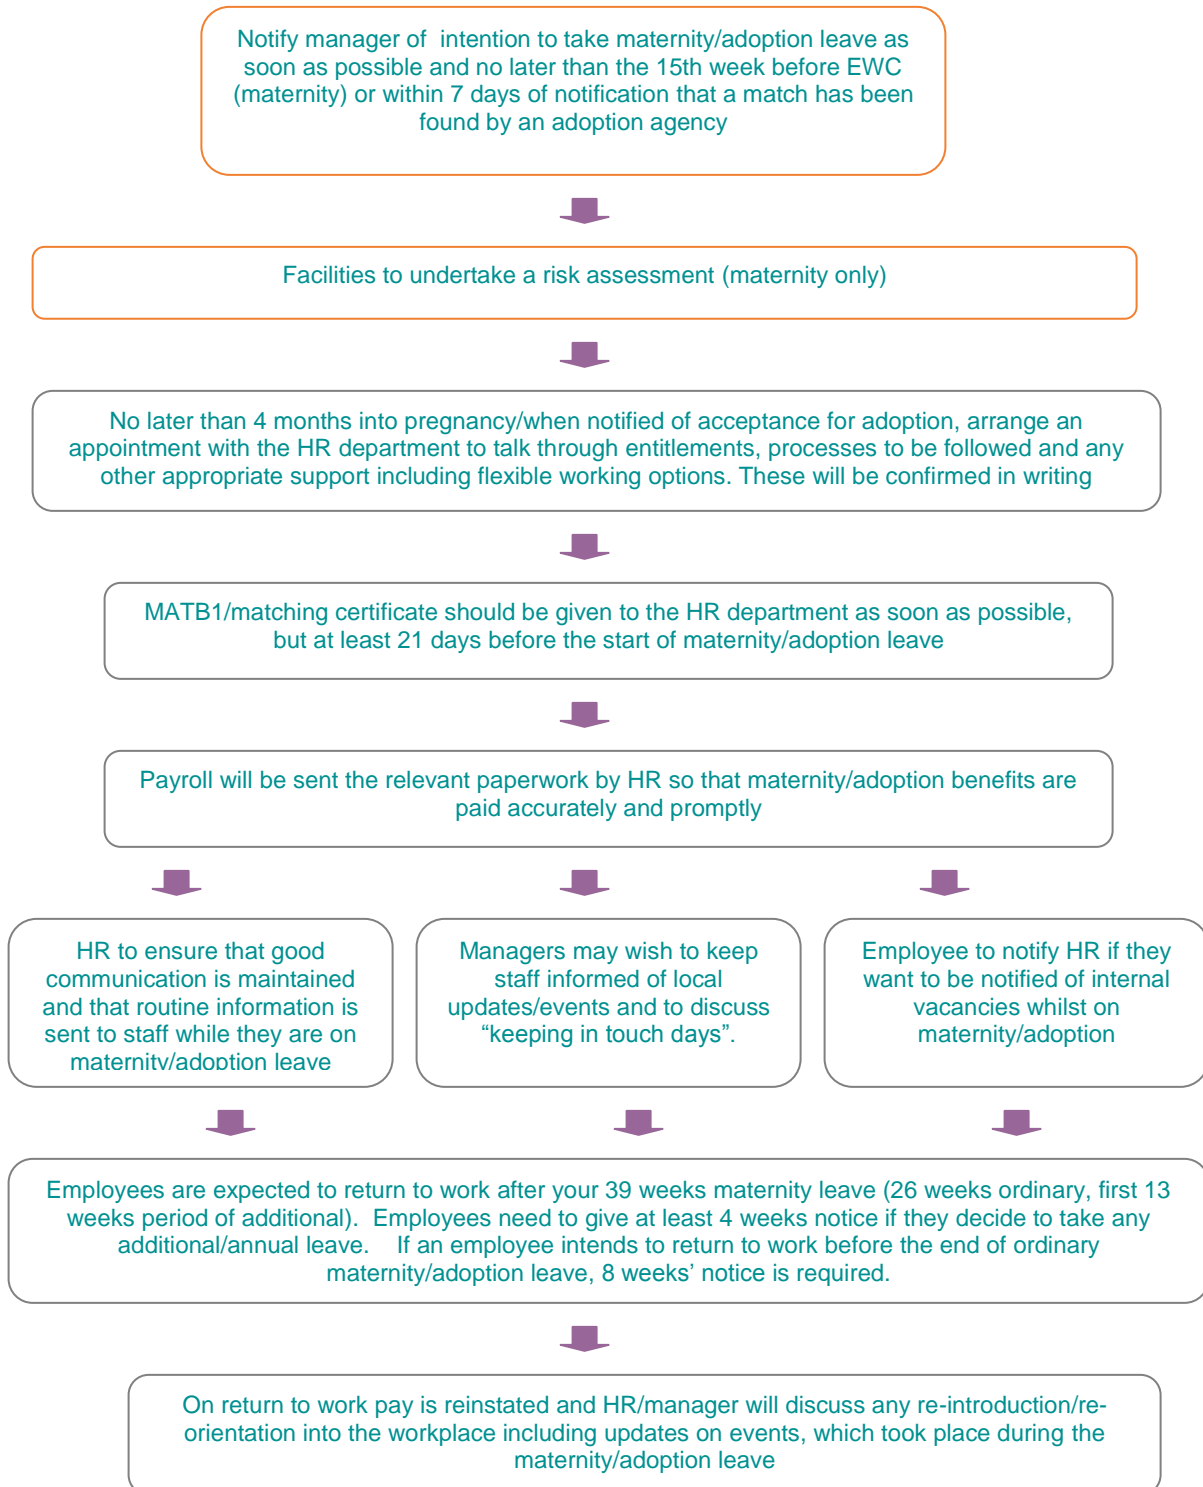 Notify manager of  intention to take maternity/adoption leave as
soon as possible and no later than the 15th week before EWC
(maternity) or within 7 days of notification that a match has been
found by an adoption agency
Facilities to undertake a risk assessment (maternity only)
No later than 4 months into pregnancy/when notified of acceptance for adoption, arrange an
appointment with the HR department to talk through entitlements, processes to be followed and any
other appropriate support including flexible working options. These will be confirmed in writing
MATB1/matching certificate should be given to the HR department as soon as possible,
but at least 21 days before the start of maternity/adoption leave
Payroll will be sent the relevant paperwork by HR so that maternity/adoption benefits are
paid accurately and promptly
HR to ensure that good
communication is maintained
and that routine information is
sent to staff while they are on
maternity/adoption leave
Managers may wish to keep
staff informed of local
updates/events and to discuss
“keeping in touch days”.
Employee to notify HR if they
want to be notified of internal
vacancies whilst on
maternity/adoption
Employees are expected to return to work after your 39 weeks maternity leave (26 weeks ordinary, first 13
weeks period of additional).  Employees need to give at least 4 weeks notice if they decide to take any
additional/annual leave.    If an employee intends to return to work before the end of ordinary
maternity/adoption leave, 8 weeks’ notice is required.
On return to work pay is reinstated and HR/manager will discuss any re-introduction/re-
orientation into the workplace including updates on events, which took place during the
maternity/adoption leave